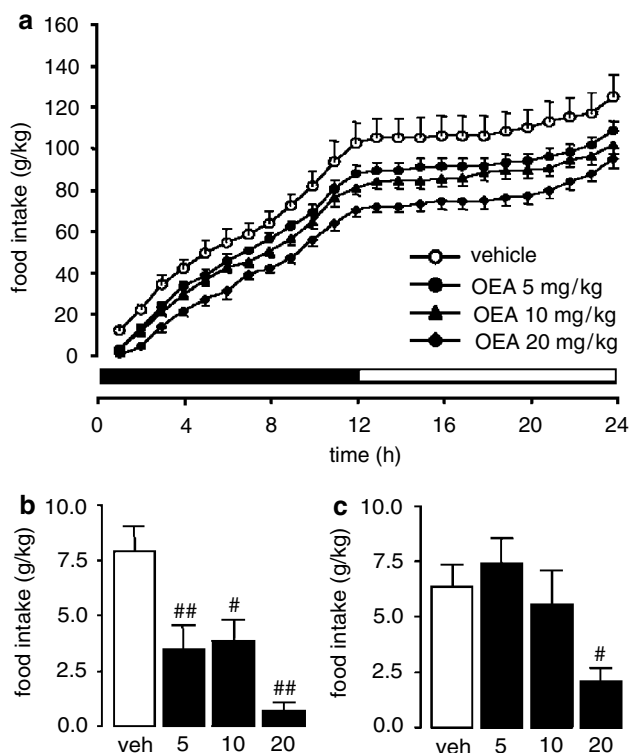 a
160
140
120
100
80
60
40
20
0
food intake (g/kg)
vehicle
OEA 5 mg/kg
OEA 10 mg/kg
OEA 20 mg/kg
0 4 8 12 16 20 24
time (h)
b
10.0
7.5
5.0
2.5
0.0
food intake (g/kg)
## # ##
veh 5 10 20
c
10.0
7.5
5.0
2.5
0.0
food intake (g/kg)
#
veh 5 10 20